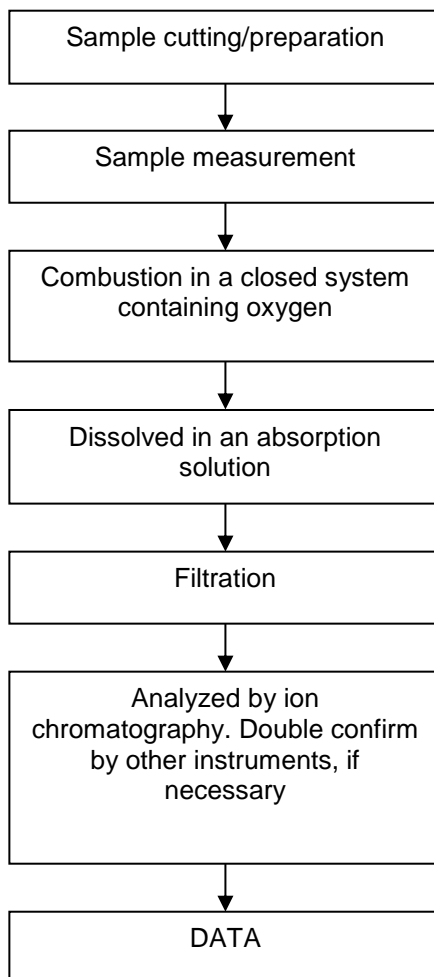 Sample cutting/preparation
Sample measurement
Combustion in a closed system
containing oxygen
Dissolved in an absorption
solution
Filtration
Analyzed by ion
chromatography. Double confirm
by other instruments, if
necessary
DATA